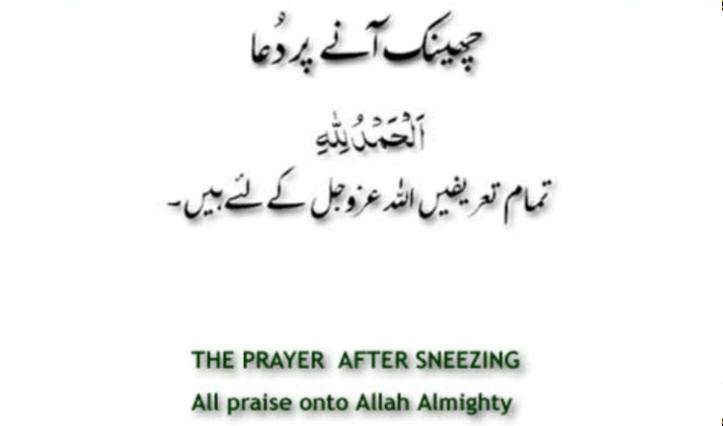 چھینک آنے پر دُعا
اَلْحَمْدُ لِلّٰهِ
تمام تعریفیں اللہ عزوجل کے لئے ہیں۔
THE PRAYER AFTER SNEEZING
All praise onto Allah Almighty